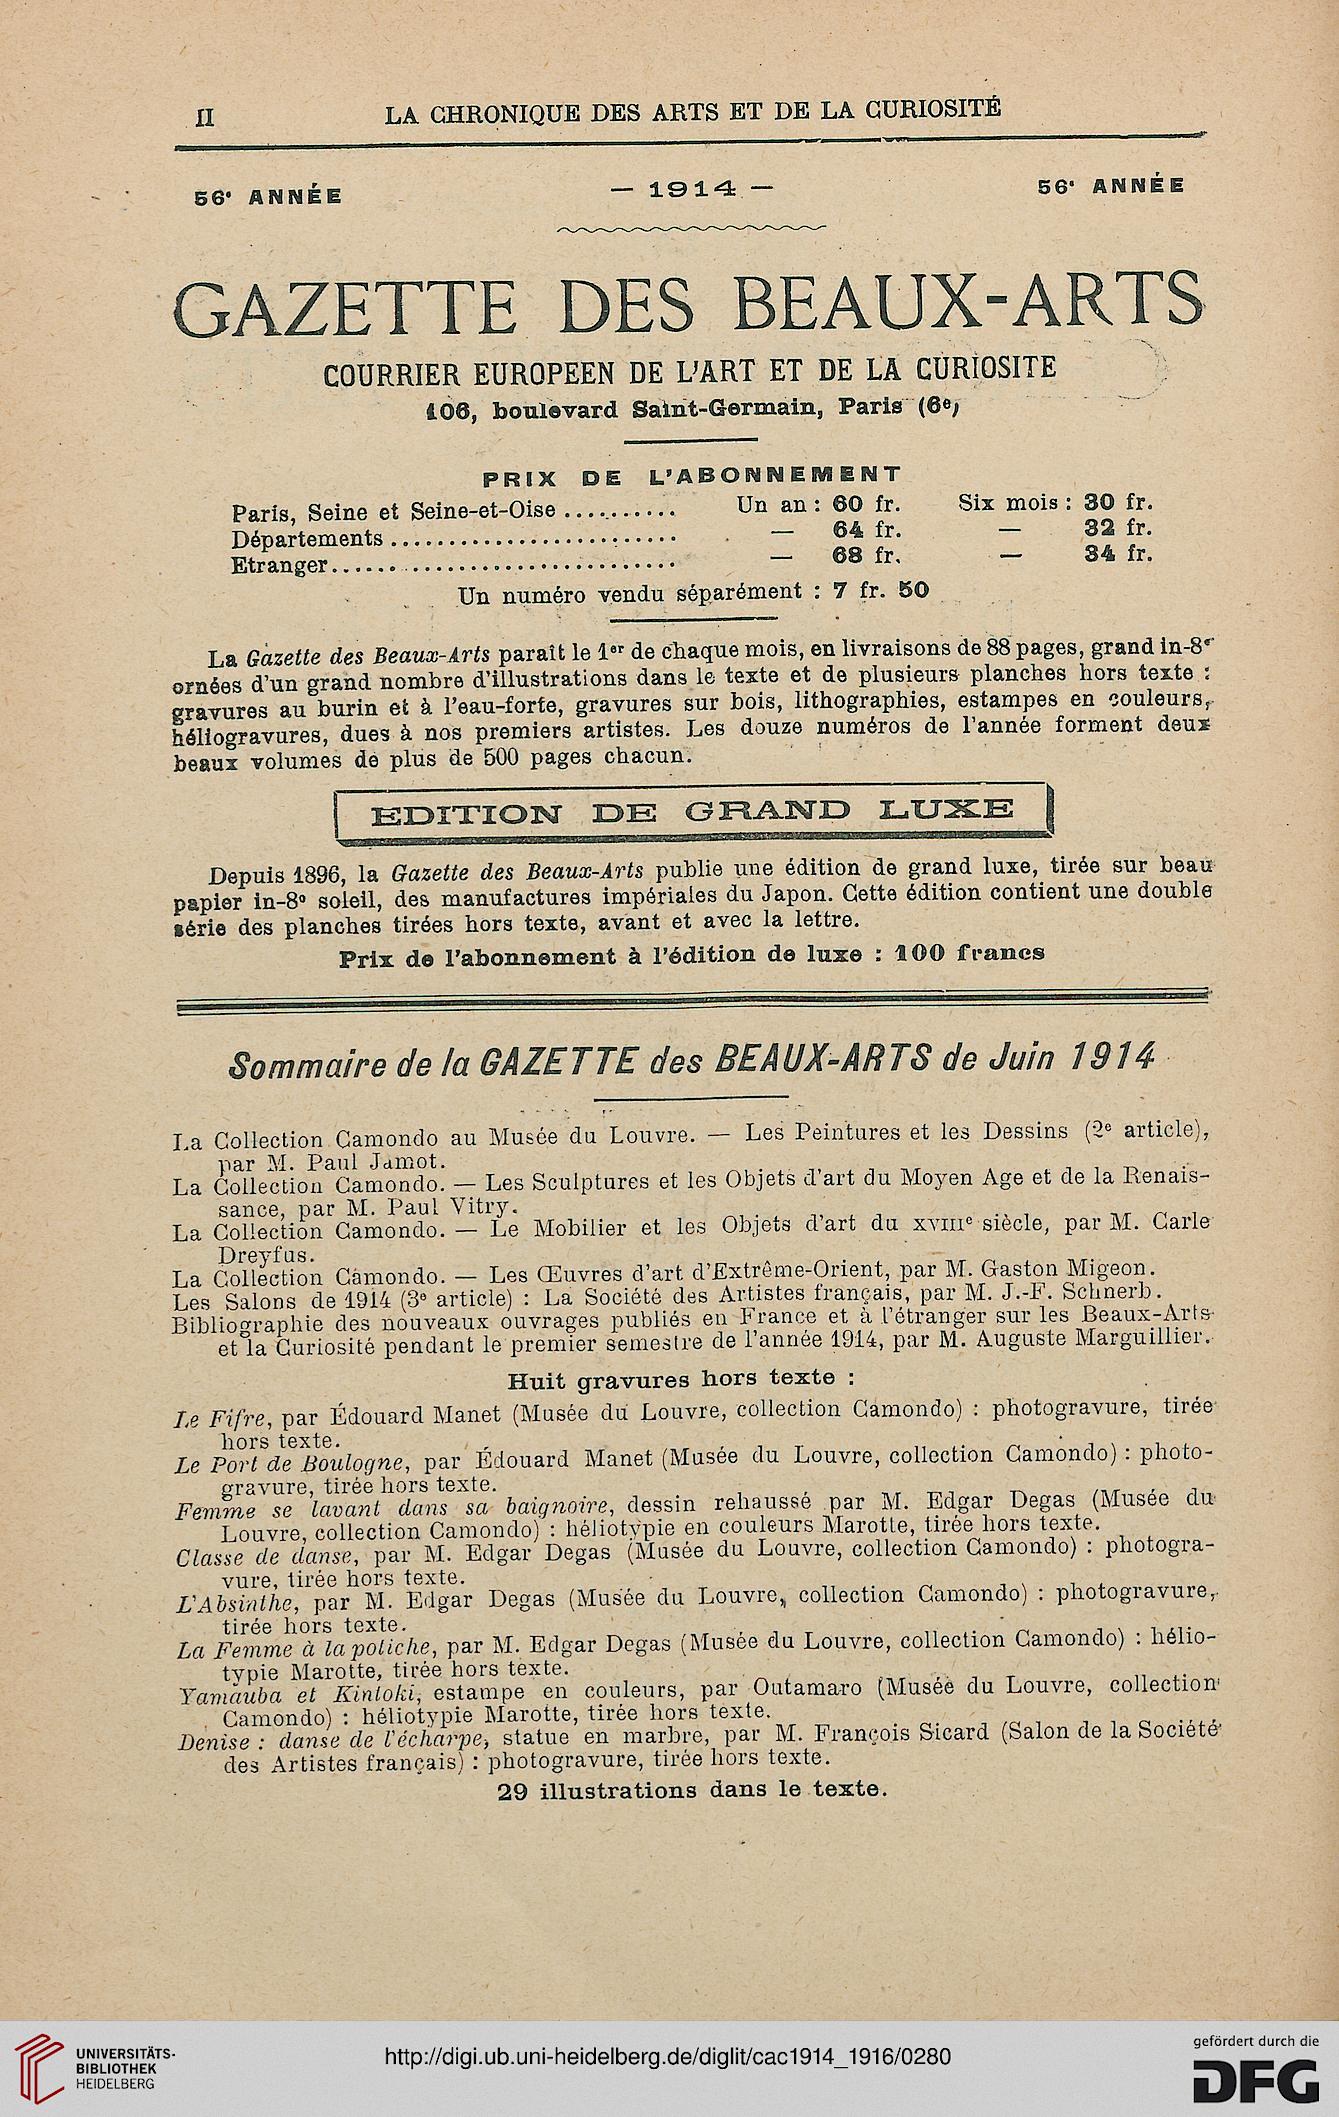 II LA CHRONIQUE DES ARTS ET DE LA CURIOSITÉ
56e ANNÉE — 1914 — 56e ANNÉE
GAZETTE DES BEAUX-ARTS
COURRIER EUROPEEN DE L'ART ET DE LA CURIOSITE
106, boulevard Saint-Germain, Paris (6e)
PRIX DE L'ABONNEMENT
Paris, Seine et Seine-et-Oise .......... Un an : 60 fr. Six mois : 30 fr.
Départements .......................... — 64 fr. — 32 fr.
Etranger................................ — 68 fr. — 34 fr.
Un numéro vendu séparément : 7 fr. 50
La Gazette des Beaux-Arts paraît le 1er de chaque mois, en livraisons de 88 pages, grand in-8°
ornées d'un grand nombre d'illustrations dans le texte et de plusieurs planches hors texte :
gravures au burin et à l'eau-forte, gravures sur bois, lithographies, estampes en couleurs,
héliogravures, dues à nos premiers artistes. Les douze numéros de l'année forment deux
beaux volumes de plus de 500 pages chacun.
EDITION DE GRAND LUXE
Depuis 1896, la Gazette des Beaux-Arts publie une édition de grand luxe, tirée sur beau
papier in-8° soleil, des manufactures impériales du Japon. Cette édition contient une double
série des planches tirées hors texte, avant et avec la lettre.
Prix de l'abonnement à l'édition de luxe : 100 francs
Sommaire de la GAZETTE des BEAUX-ARTS de Juin 1914
La Collection Camondo au Musée du Louvre. — Les Peintures et les Dessins (2e article),
par M. Paul Jamot.
La Collection Camondo. — Les Sculptures et les Objets d'art du Moyen Age et de la Renais-
sance, par M. Paul Vitry.
La Collection Camondo. — Le Mobilier et les Objets d'art du XVIIIe siècle, par M. Carle
Dreyfus.
La Collection Camondo. — Les Œuvres d'art d'Extrême-Orient, par M. Gaston Migeon.
Les Salons de 1914 (3e article) : La Société des Artistes français, par M. J.-F. Schnerb.
Bibliographie des nouveaux ouvrages publiés en France et à l'étranger sur les Beaux-Arts
et la Curiosité pendant le premier semestre de l'année 1914, par M. Auguste Marguillier.
Huit gravures hors texte :
Le Fifre, par Édouard Manet (Musée du Louvre, collection Camondo) : photogravure, tirée
hors texte.
Le Port de Boulogne, par Édouard Manet (Musée du Louvre, collection Camondo) : photo-
gravure, tirée hors texte.
Femme se lavant dans sa baignoire, dessin rehaussé par M. Edgar Degas (Musée du
Louvre, collection Camondo) : héliotypie en couleurs Marotte, tirée hors texte.
Classe de danse, par M. Edgar Degas (Musée du Louvre, collection Camondo) : photogra-
vure, tirée hors texte.
L'Absinthe, par M. Edgar Degas (Musée du Louvre, collection Camondo) : photogravure,
tirée hors texte.
La Femme à la potiche, par M. Edgar Degas (Musée du Louvre, collection Camondo) : hélio-
typie Marotte, tirée hors texte.
Yamauba et Kintoki, estampe en couleurs, par Outamaro (Musée du Louvre, collection
Camondo) : héliotypie Marotte, tirée hors texte.
Denise : danse de l'écharpe, statue en marbre, par M. François Sicard (Salon de la Société
des Artistes français) : photogravure, tirée hors texte.
29 illustrations dans le texte.
UNIVERSITÄTS-
BIBLIOTHEK
HEIDELBERG
http://digi.ub.uni-heidelberg.de/diglit/cac1914_1916/0280
gefördert durch die
DFG